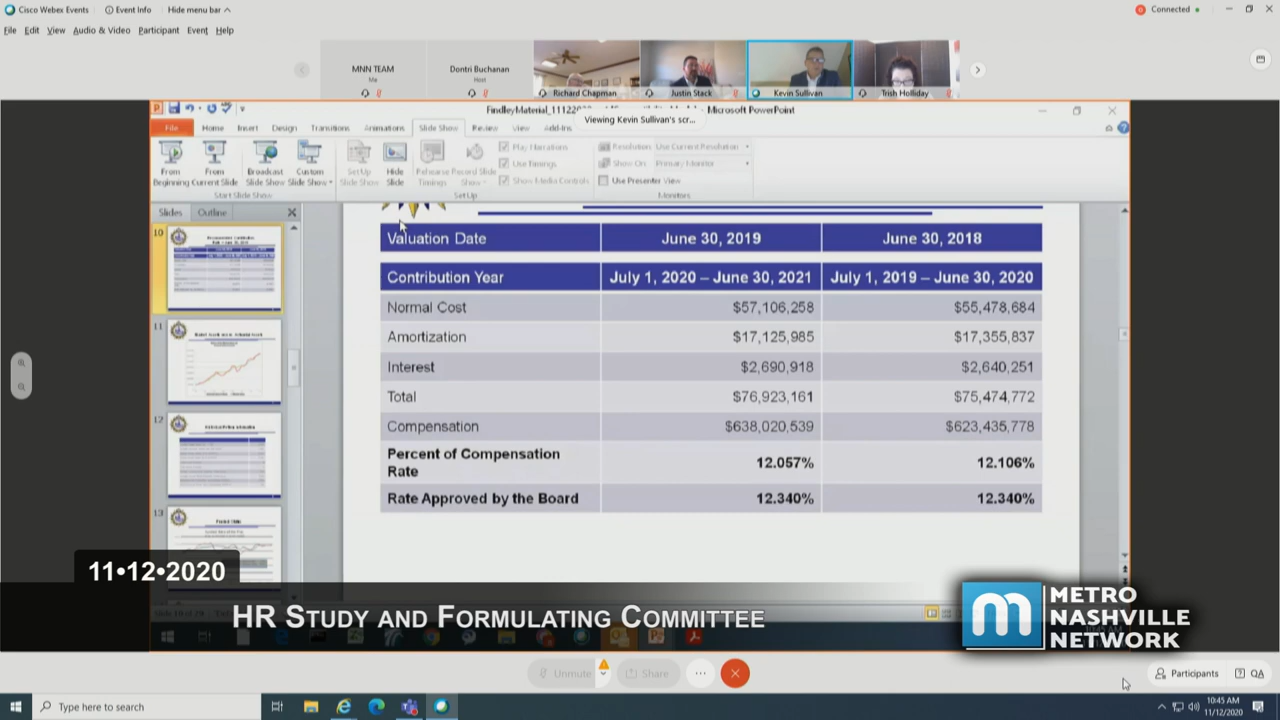 Cisco Webex Events Event Info Hide menu bar Connected
File Edit View Audio & Video Participant Event Help
MNN TEAM
Me
Dontri Buchanan
Host
Richard Chapman
Justin Stack
Kevin Sullivan
Trish Holliday
Microsoft PowerPoint
Viewing Kevin Sullivan's scr...
File Home Insert Design Transitions Animations Slide Show Review View Add-Ins
From Beginning
From Current Slide
Broadcast Slide Show
Custom Slide Show
Set Up Slide Show
Hide Slide
Rehearse Timings
Record Slide Show
Play Narrations
Use Timings
Show Media Controls
Resolution: Use Current Resolution
Show On: Primary Monitor
Use Presenter View
Start Slide Show Set Up Monitors
Slides Outline
10
11
12
13
Valuation Date June 30, 2019 June 30, 2018
Contribution Year July 1, 2020 – June 30, 2021 July 1, 2019 – June 30, 2020
Normal Cost $57,106,258 $55,478,684
Amortization $17,125,985 $17,355,837
Interest $2,690,918 $2,640,251
Total $76,923,161 $75,474,772
Compensation $638,020,539 $623,435,778
Percent of Compensation
Rate 12.057% 12.106%
Rate Approved by the Board 12.340% 12.340%
11•12•2020
HR Study and Formulating Committee
m METRO
NASHVILLE
NETWORK
Unmute Share Participants Q&A
Type here to search
10:45 AM
11/12/2020